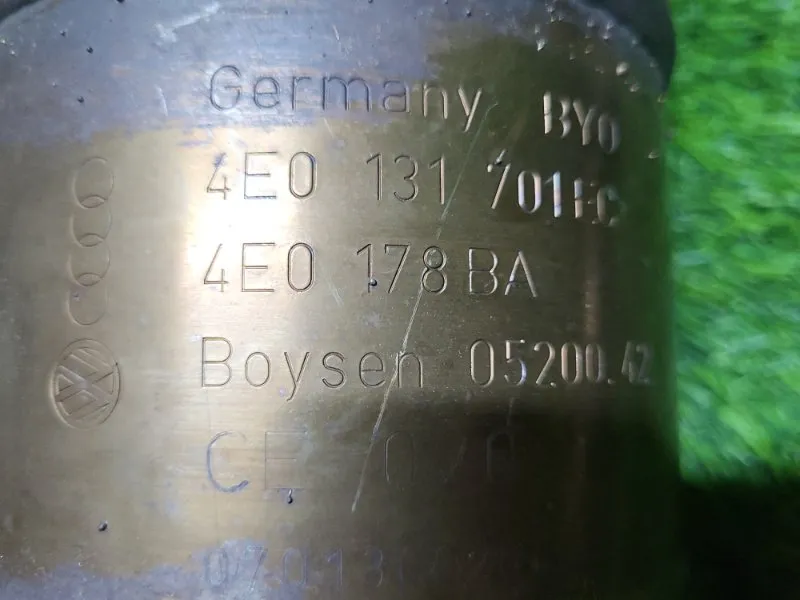 Germany BYO
4E0 131 701EC
4E0 178 BA
Boysen 05200.42